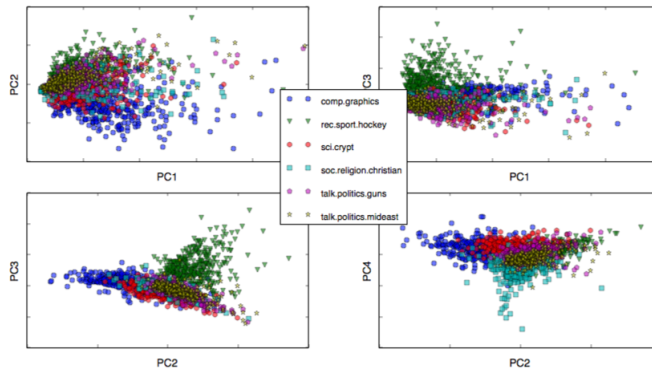 PC2
PC1
PC3
PC1
comp.graphics
rec.sport.hockey
sci.crypt
soc.religion.christian
talk.politics.guns
talk.politics.mideast
PC3
PC2
PC4
PC2